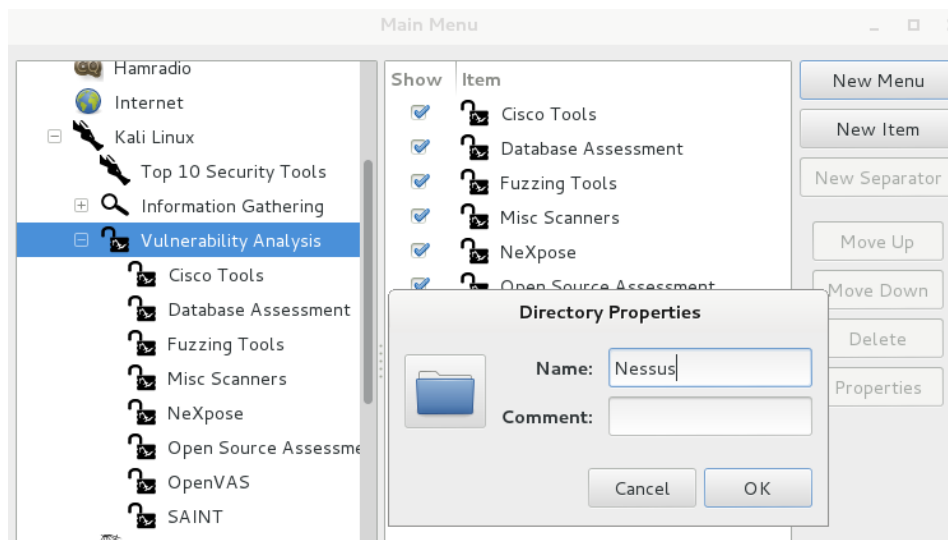 Main Menu
Hamradio
Internet
Kali Linux
Top 10 Security Tools
Information Gathering
Vulnerability Analysis
Cisco Tools
Database Assessment
Fuzzing Tools
Misc Scanners
NeXpose
Open Source Assessme
OpenVAS
SAINT
Show Item
Cisco Tools
Database Assessment
Fuzzing Tools
Misc Scanners
NeXpose
Open Source Assessment
New Menu
New Item
New Separator
Move Up
Move Down
Delete
Properties
Directory Properties
Name: Nessus
Comment:
Cancel OK